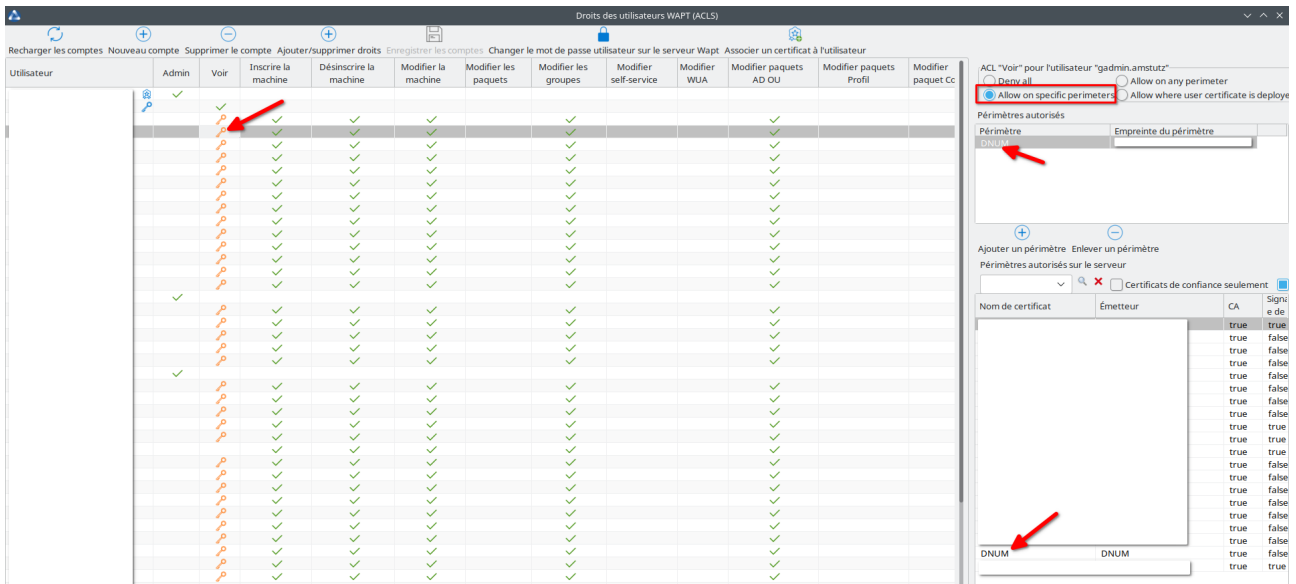 Droits des utilisateurs WAPT (ACLS)
Recharger les comptes Nouveau compte Supprimer le compte Ajouter/supprimer droits Enregistrer les comptes Changer le mot de passe utilisateur sur le serveur Wapt Associer un certificat à l'utilisateur
Utilisateur Admin Voir Inscrire la machine Désinscrire la machine Modifier la machine Modifier les paquets Modifier les groupes Modifier self-service Modifier WUA Modifier paquets AD OU Modifier paquets Profil Modifier paquet Co
ACL "Voir" pour l'utilisateur "gadmin.amstutz"
Deny all Allow on any perimeter
Allow on specific perimeters Allow where user certificate is deploye
Périmètres autorisés
Périmètre Empreinte du périmètre
DNUM
Ajouter un périmètre Enlever un périmètre
Périmètres autorisés sur le serveur
Certificats de confiance seulement
Nom de certificat Émetteur CA Signa e de
true true
true false
true false
true false
true false
true false
true false
true false
true true
true true
true true
true false
true false
true false
true false
true false
true false
true false
DNUM DNUM true false
true true